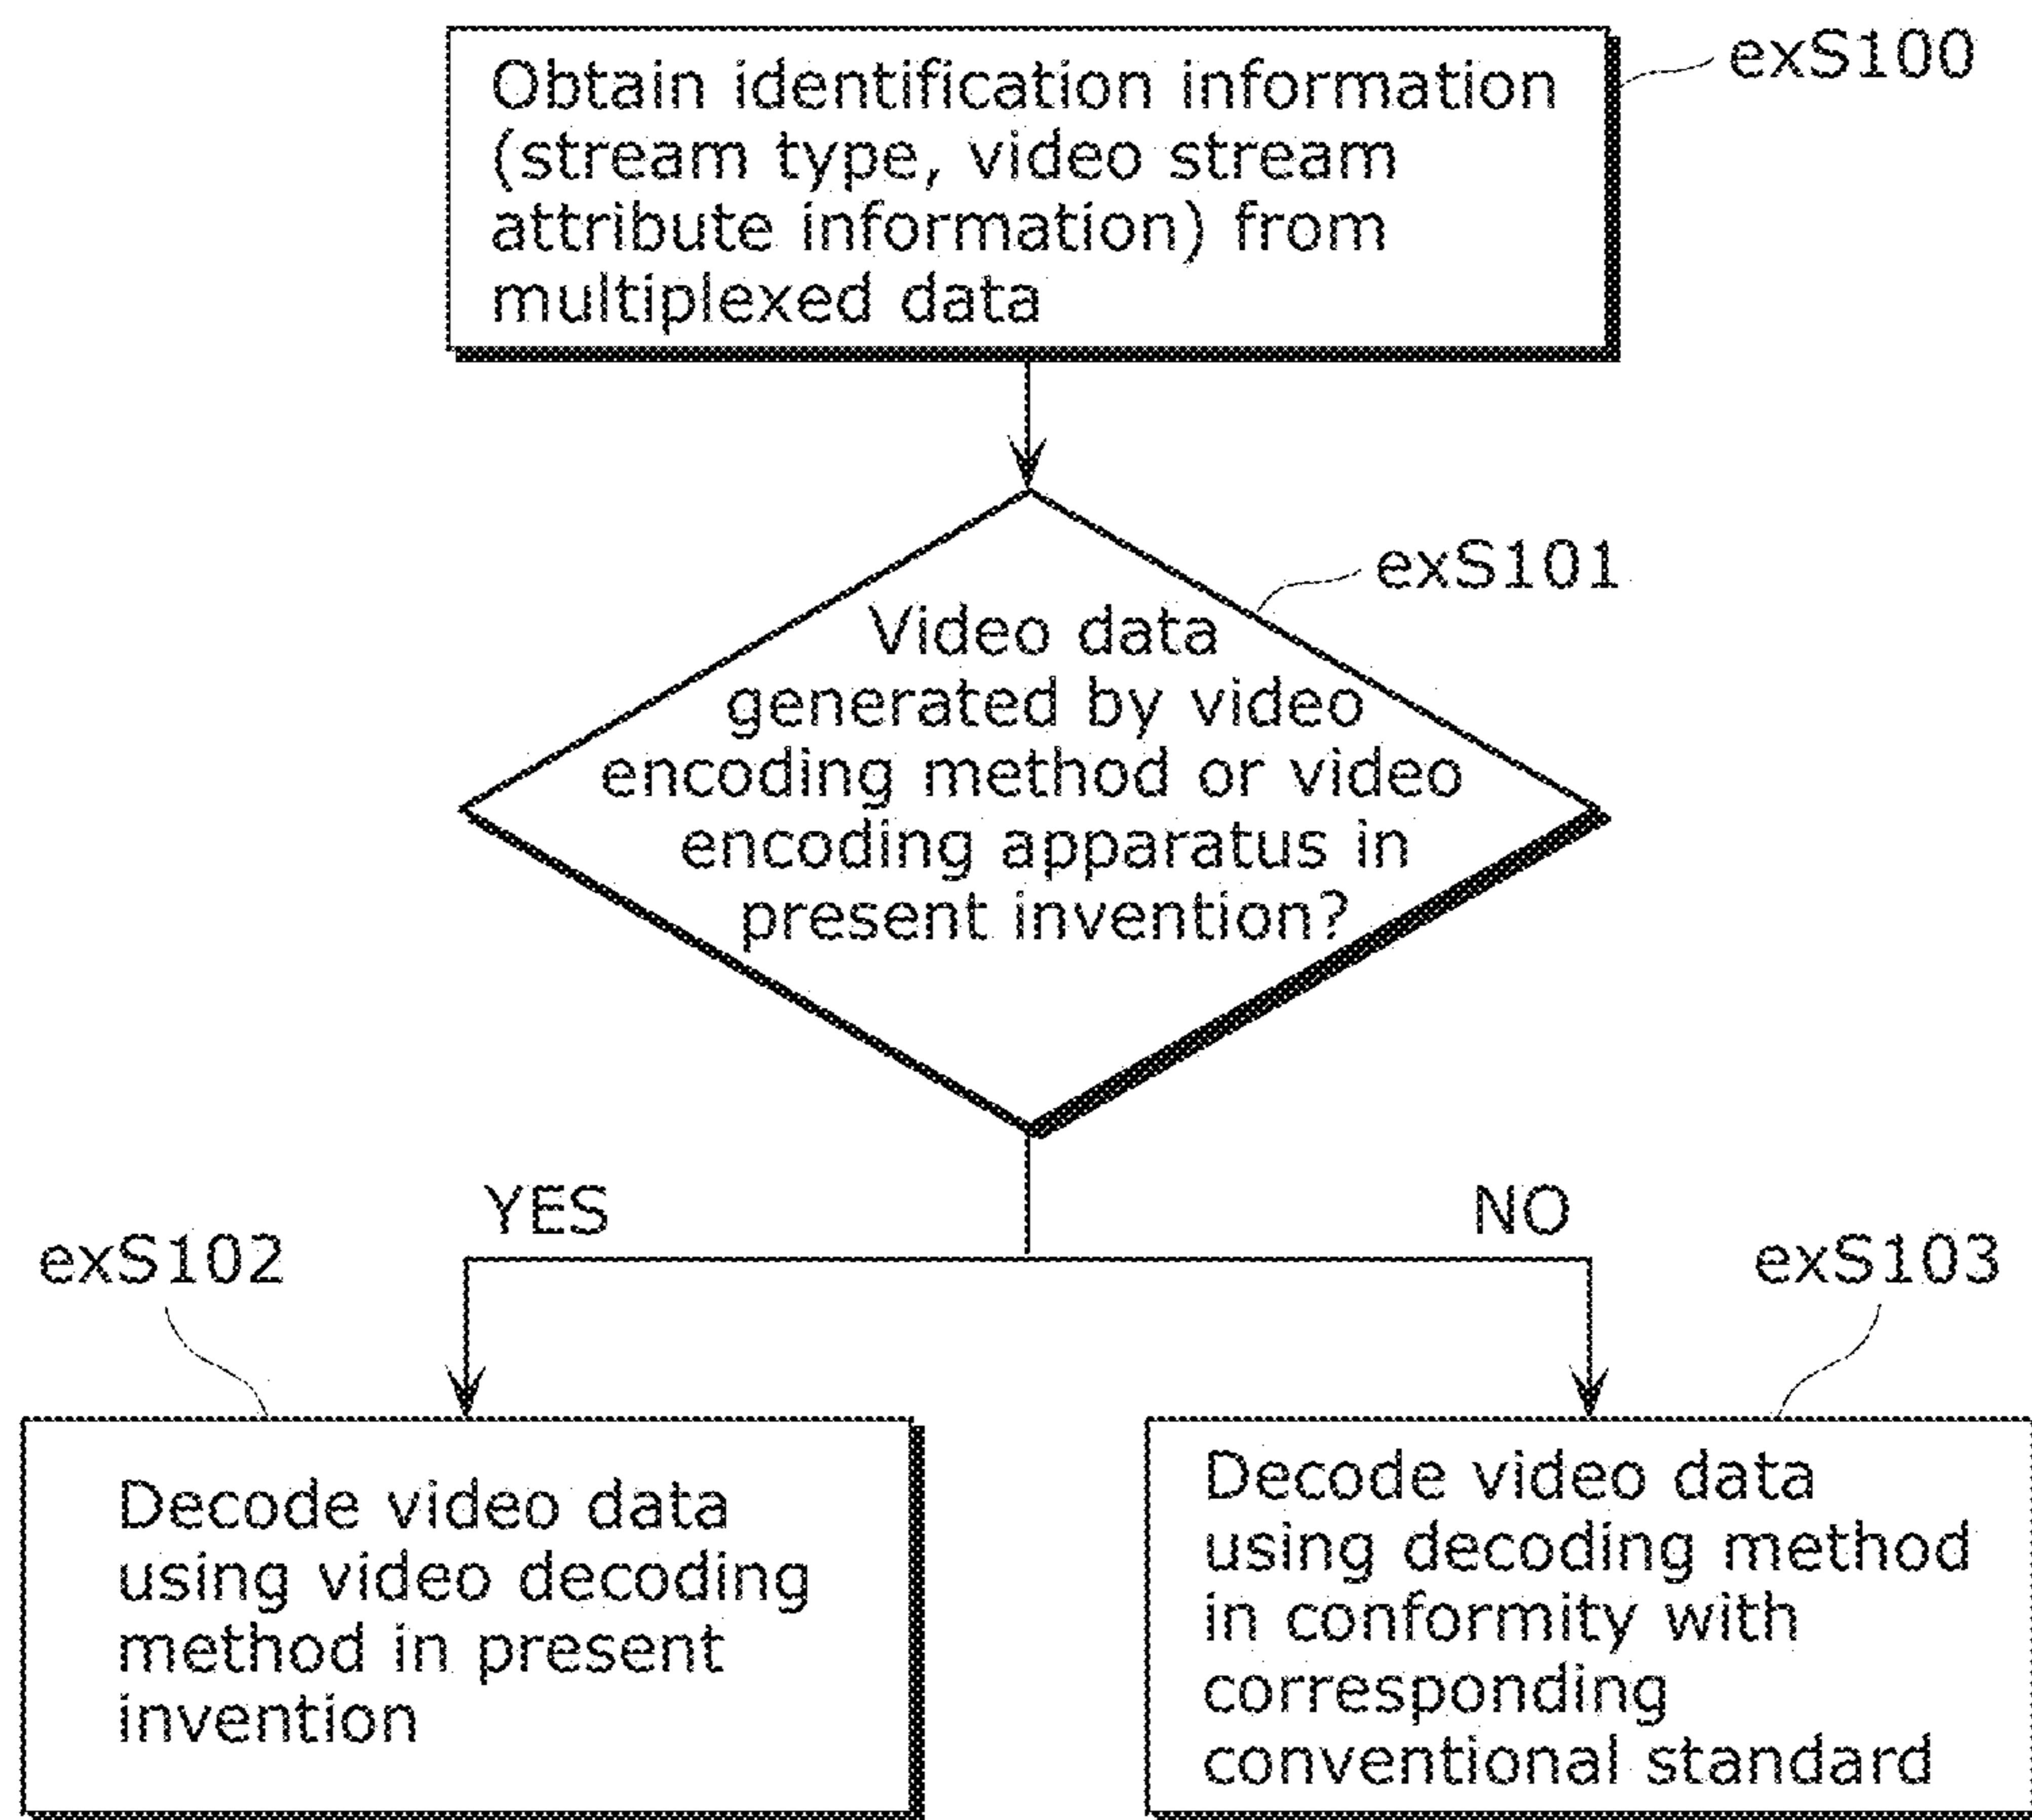 Obtain identification information
(stream type, video stream
attribute information) from
multiplexed data
exS100
exS101
Video data
generated by video
encoding method or video
encoding apparatus in
present invention?
YES
NO
exS102
exS103
Decode video data
using video decoding
method in present
invention
Decode video data
using decoding method
in conformity with
corresponding
conventional standard